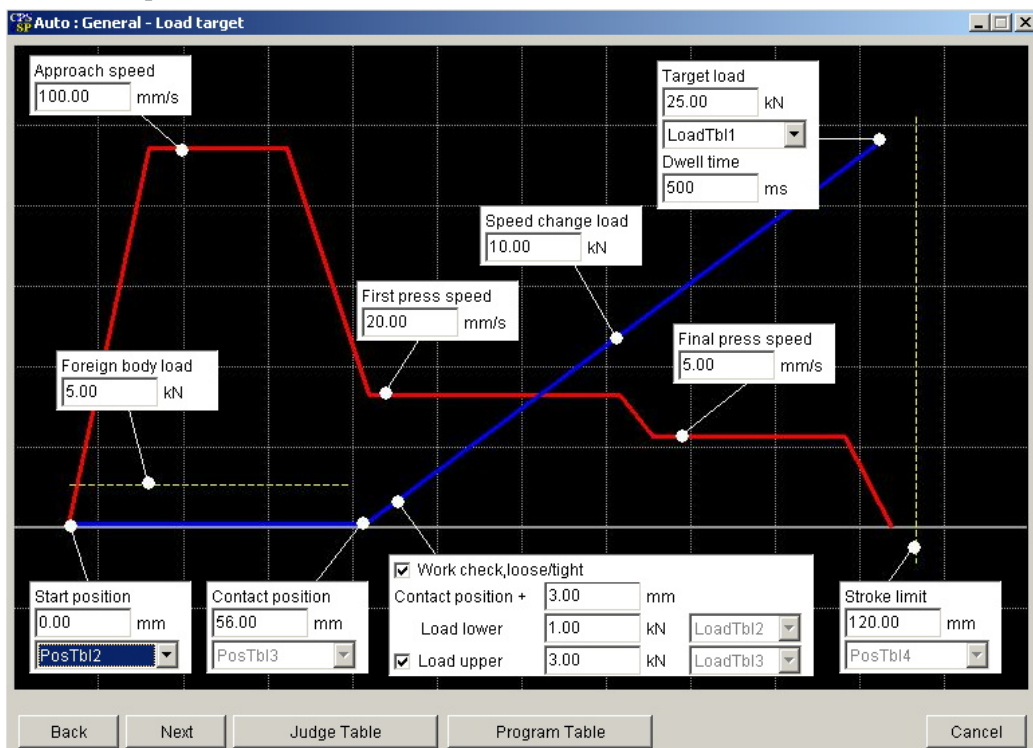 CPS SP Auto : General - Load target
Approach speed
100.00 mm/s
Target load
25.00 kN
LoadTbl1
Dwell time
500 ms
Speed change load
10.00 kN
First press speed
20.00 mm/s
Final press speed
5.00 mm/s
Foreign body load
5.00 kN
Start position
0.00 mm
PosTbl2
Contact position
56.00 mm
PosTbl3
Work check,loose/tight
Contact position + 3.00 mm
Load lower 1.00 kN LoadTbl2
Load upper 3.00 kN LoadTbl3
Stroke limit
120.00 mm
PosTbl4
Back Next Judge Table Program Table Cancel